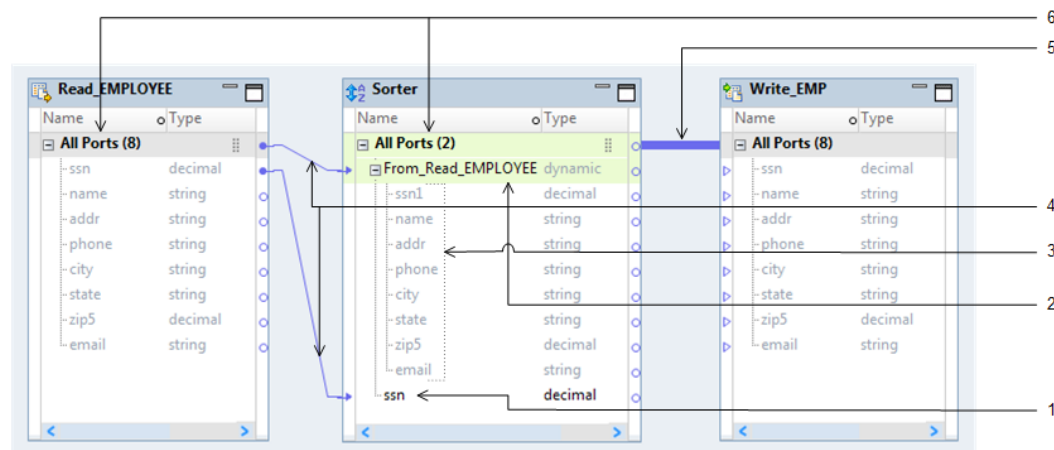 6
5
Read_EMPLOYEE
Name Type
All Ports (8)
ssn decimal
name string
addr string
phone string
city string
state string
zip5 decimal
email string
Sorter
Name Type
All Ports (2)
From_Read_EMPLOYEE dynamic
ssn1 decimal
name string
addr string
phone string
city string
state string
zip5 decimal
email string
ssn decimal
Write_EMP
Name Type
All Ports (8)
ssn decimal
name string
addr string
phone string
city string
state string
zip5 decimal
email string
4
3
2
1